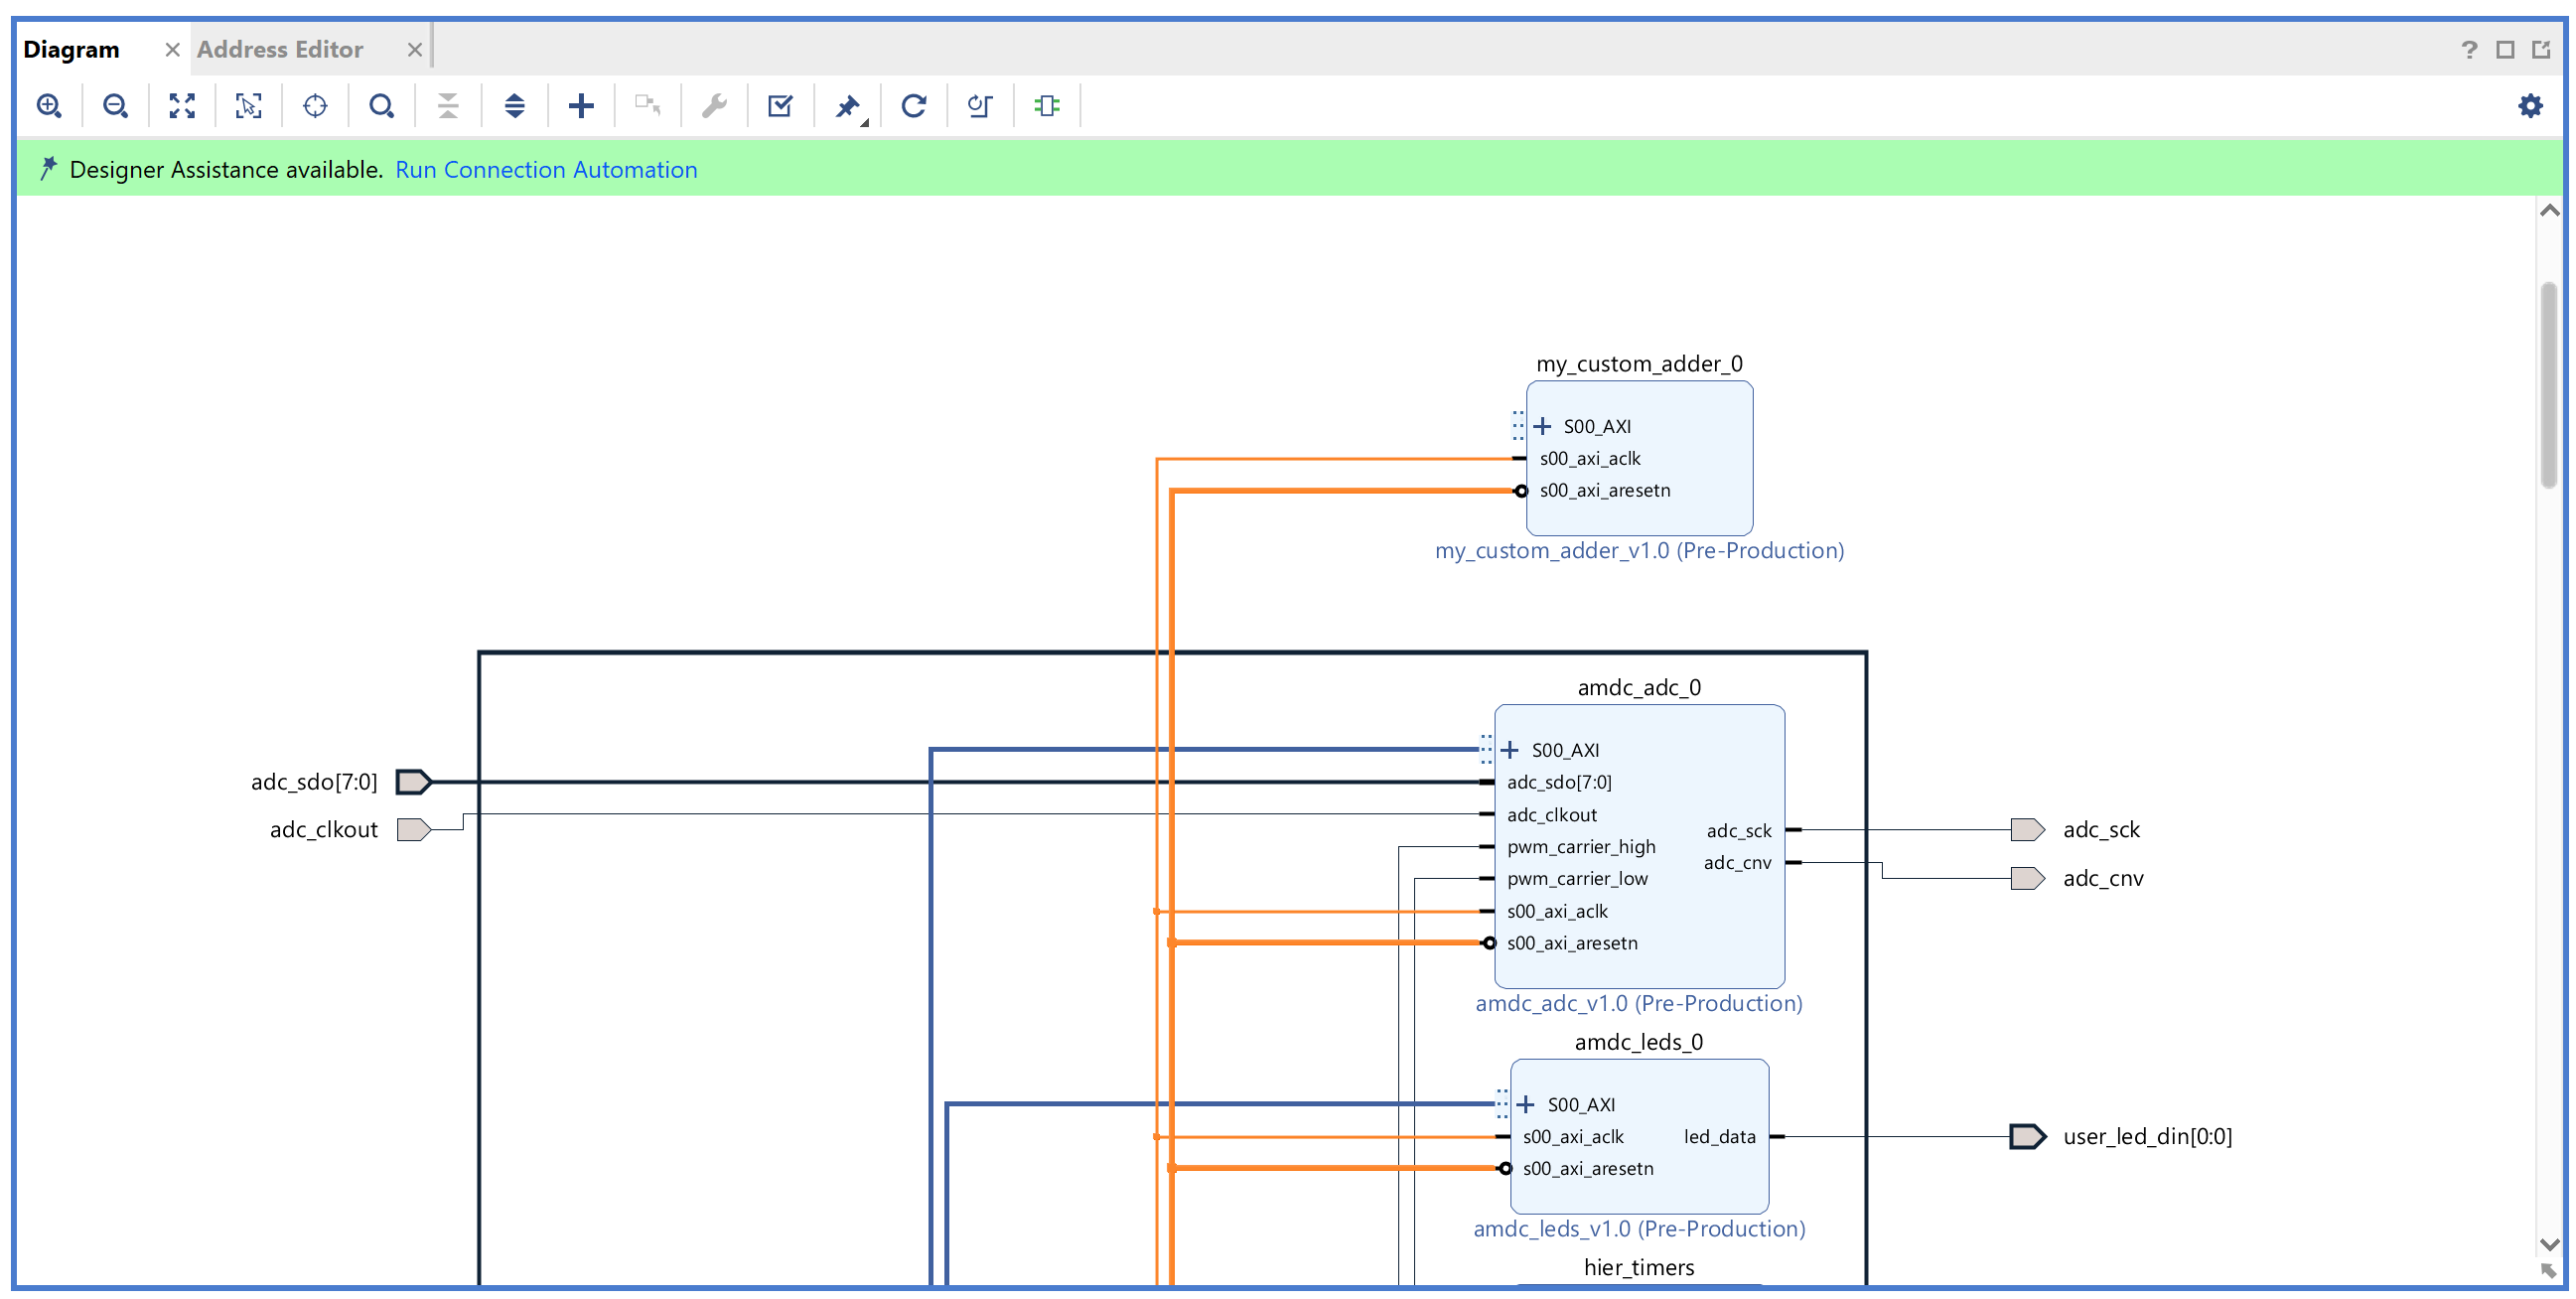 Diagram
Address Editor
Designer Assistance available. Run Connection Automation
my_custom_adder_0
S00_AXI
s00_axi_aclk
s00_axi_aresetn
my_custom_adder_v1.0 (Pre-Production)
amdc_adc_0
S00_AXI
adc_sdo[7:0]
adc_sdo[7:0]
adc_clkout
adc_clkout
pwm_carrier_high
pwm_carrier_low
s00_axi_aclk
s00_axi_aresetn
adc_sck
adc_cnv
adc_sck
adc_cnv
amdc_adc_v1.0 (Pre-Production)
amdc_leds_0
S00_AXI
s00_axi_aclk
s00_axi_aresetn
led_data
user_led_din[0:0]
amdc_leds_v1.0 (Pre-Production)
hier_timers